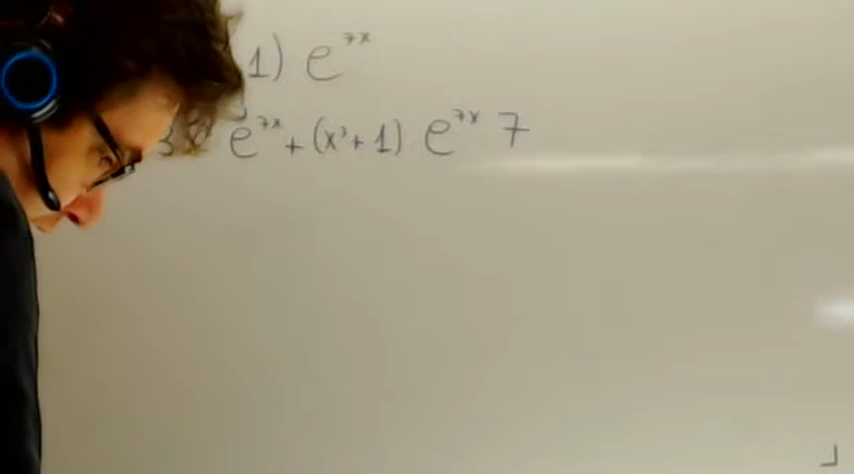 1) e^{7x}
e^{7x} + (x³ + 1) e^{7x} 7